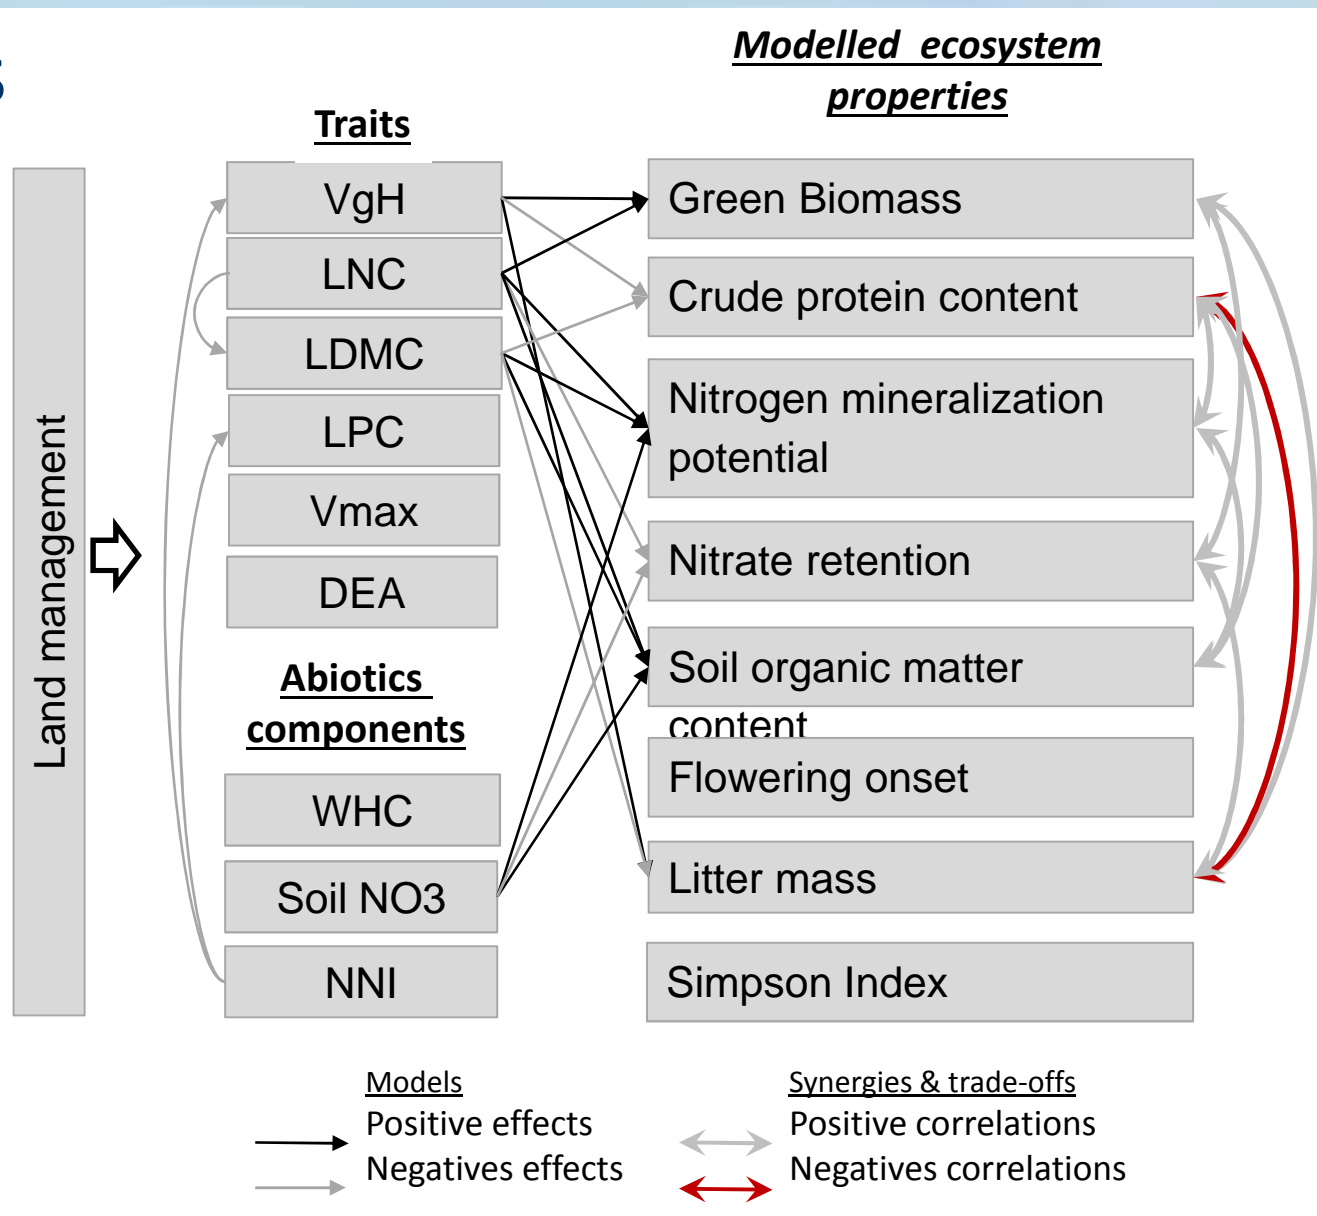 s
Modelled ecosystem
properties
Traits
VgH
LNC
LDMC
LPC
Vmax
DEA
Abiotics
components
WHC
Soil NO3
NNI
Land management
Green Biomass
Crude protein content
Nitrogen mineralization
potential
Nitrate retention
Soil organic matter
content
Flowering onset
Litter mass
Simpson Index
Models
Positive effects
Negatives effects
Synergies & trade-offs
Positive correlations
Negatives correlations